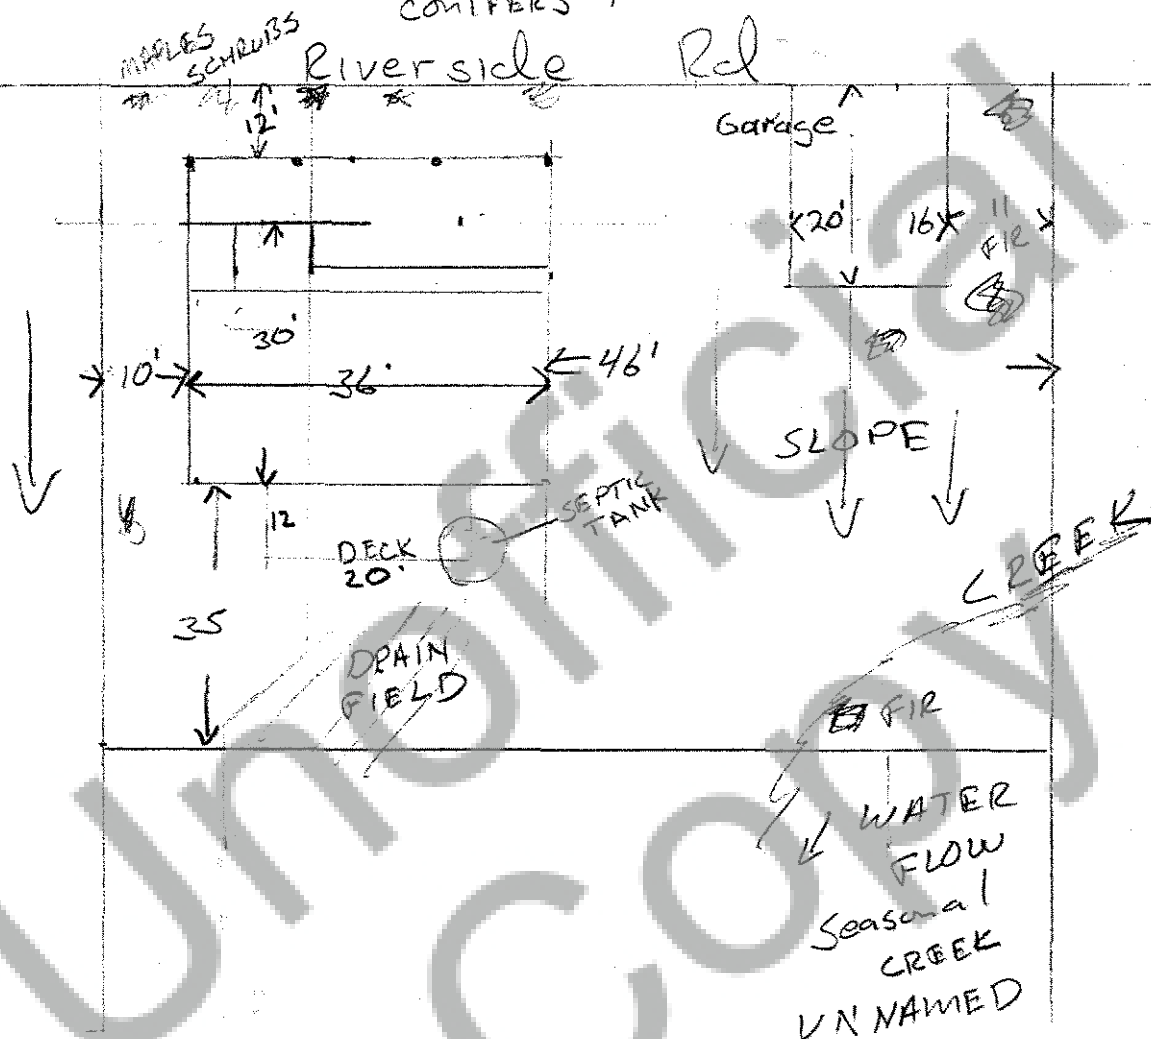 CONIFERS
MAPLES
SCHRUBS
Riverside Rd
12'
Garage
20'
16
11
FIR
30'
10'
36'
46'
SLOPE
SEPTIC
TANK
12
DECK
20'
CREEK
35
DRAIN
FIELD
FIR
WATER
FLOW
Seasonal
CREEK
UNNAMED
Unofficial
Copy